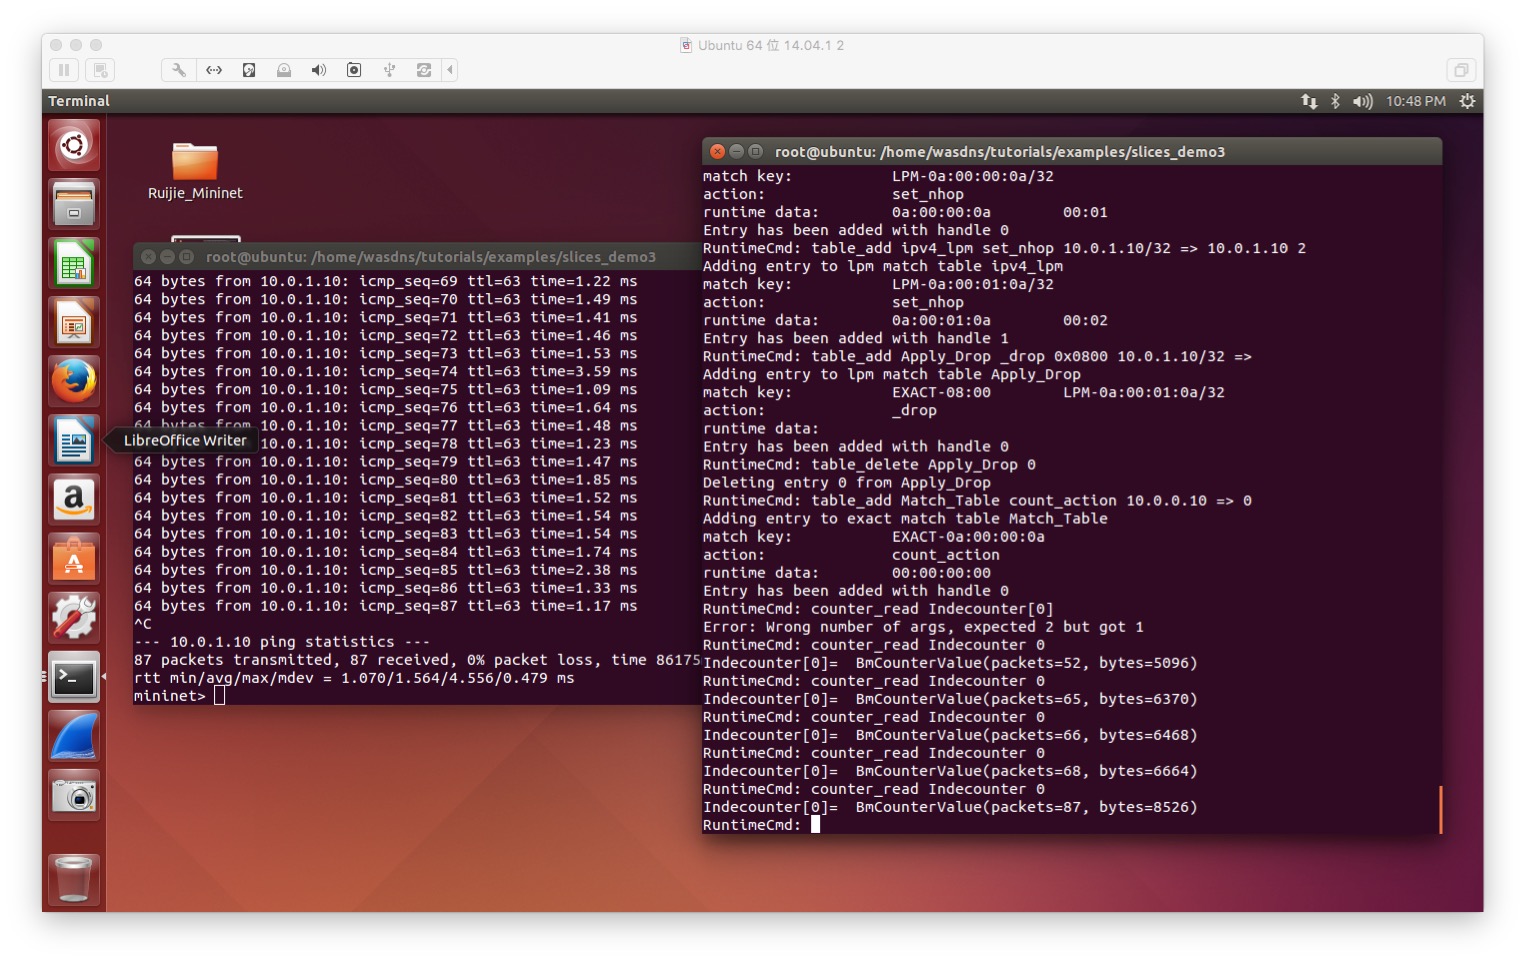 Ubuntu 64 位 14.04.1 2
Terminal
10:48 PM
Ruijie_Mininet
root@ubuntu: /home/wasdns/tutorials/examples/slices_demo3
64 bytes from 10.0.1.10: icmp_seq=69 ttl=63 time=1.22 ms
64 bytes from 10.0.1.10: icmp_seq=70 ttl=63 time=1.49 ms
64 bytes from 10.0.1.10: icmp_seq=71 ttl=63 time=1.41 ms
64 bytes from 10.0.1.10: icmp_seq=72 ttl=63 time=1.46 ms
64 bytes from 10.0.1.10: icmp_seq=73 ttl=63 time=1.53 ms
64 bytes from 10.0.1.10: icmp_seq=74 ttl=63 time=3.59 ms
64 bytes from 10.0.1.10: icmp_seq=75 ttl=63 time=1.09 ms
64 bytes from 10.0.1.10: icmp_seq=76 ttl=63 time=1.64 ms
64 bytes from 10.0.1.10: icmp_seq=77 ttl=63 time=1.48 ms
LibreOffice Writer
icmp_seq=78 ttl=63 time=1.23 ms
64 bytes from 10.0.1.10: icmp_seq=79 ttl=63 time=1.47 ms
64 bytes from 10.0.1.10: icmp_seq=80 ttl=63 time=1.85 ms
64 bytes from 10.0.1.10: icmp_seq=81 ttl=63 time=1.52 ms
64 bytes from 10.0.1.10: icmp_seq=82 ttl=63 time=1.54 ms
64 bytes from 10.0.1.10: icmp_seq=83 ttl=63 time=1.54 ms
64 bytes from 10.0.1.10: icmp_seq=84 ttl=63 time=1.74 ms
64 bytes from 10.0.1.10: icmp_seq=85 ttl=63 time=2.38 ms
64 bytes from 10.0.1.10: icmp_seq=86 ttl=63 time=1.33 ms
64 bytes from 10.0.1.10: icmp_seq=87 ttl=63 time=1.17 ms
^C
--- 10.0.1.10 ping statistics ---
87 packets transmitted, 87 received, 0% packet loss, time 86175
rtt min/avg/max/mdev = 1.070/1.564/4.556/0.479 ms
mininet>
root@ubuntu: /home/wasdns/tutorials/examples/slices_demo3
match key: LPM-0a:00:00:0a/32
action: set_nhop
runtime data: 0a:00:00:0a 00:01
Entry has been added with handle 0
RuntimeCmd: table_add ipv4_lpm set_nhop 10.0.1.10/32 => 10.0.1.10 2
Adding entry to lpm match table ipv4_lpm
match key: LPM-0a:00:01:0a/32
action: set_nhop
runtime data: 0a:00:01:0a 00:02
Entry has been added with handle 1
RuntimeCmd: table_add Apply_Drop _drop 0x0800 10.0.1.10/32 =>
Adding entry to lpm match table Apply_Drop
match key: EXACT-08:00 LPM-0a:00:01:0a/32
action: _drop
runtime data:
Entry has been added with handle 0
RuntimeCmd: table_delete Apply_Drop 0
Deleting entry 0 from Apply_Drop
RuntimeCmd: table_add Match_Table count_action 10.0.0.10 => 0
Adding entry to exact match table Match_Table
match key: EXACT-0a:00:00:0a
action: count_action
runtime data: 00:00:00:00
Entry has been added with handle 0
RuntimeCmd: counter_read Indecounter[0]
Error: Wrong number of args, expected 2 but got 1
RuntimeCmd: counter_read Indecounter 0
Indecounter[0]= BmCounterValue(packets=52, bytes=5096)
RuntimeCmd: counter_read Indecounter 0
Indecounter[0]= BmCounterValue(packets=65, bytes=6370)
RuntimeCmd: counter_read Indecounter 0
Indecounter[0]= BmCounterValue(packets=66, bytes=6468)
RuntimeCmd: counter_read Indecounter 0
Indecounter[0]= BmCounterValue(packets=68, bytes=6664)
RuntimeCmd: counter_read Indecounter 0
Indecounter[0]= BmCounterValue(packets=87, bytes=8526)
RuntimeCmd: